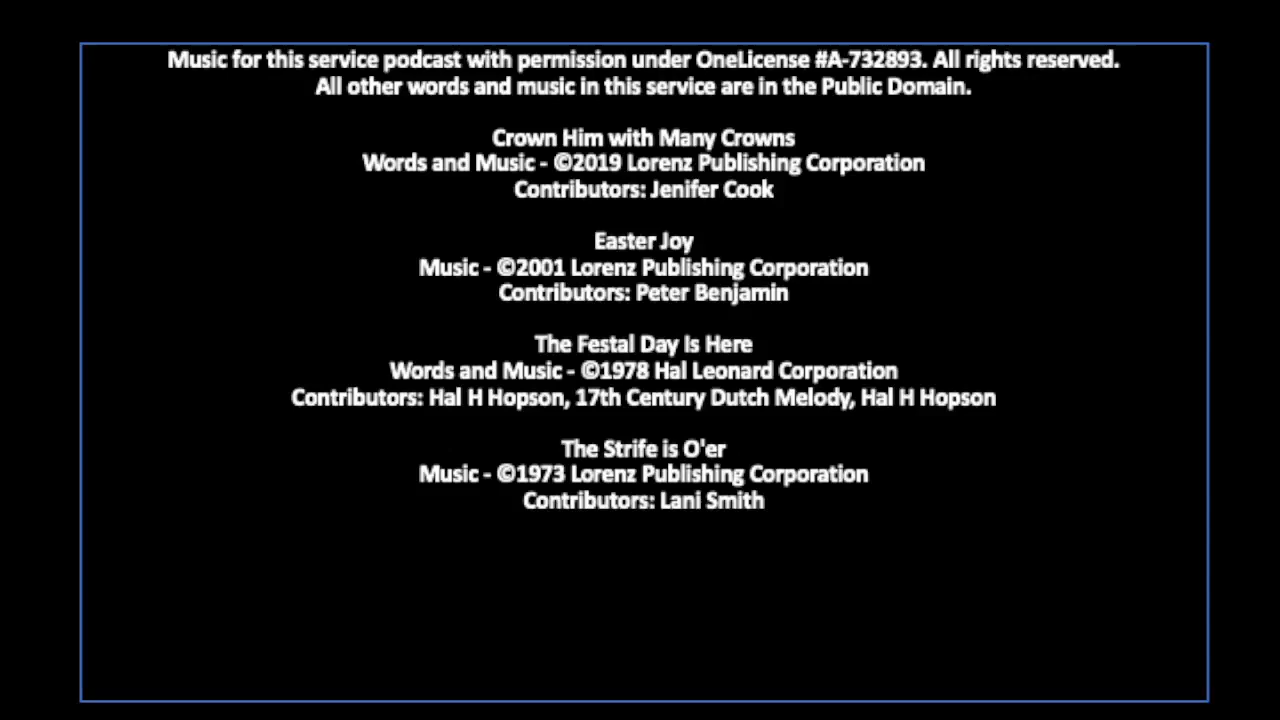 Music for this service podcast with permission under OneLicense #A-732893. All rights reserved.
All other words and music in this service are in the Public Domain.
Crown Him with Many Crowns
Words and Music - ©2019 Lorenz Publishing Corporation
Contributors: Jenifer Cook
Easter Joy
Music - ©2001 Lorenz Publishing Corporation
Contributors: Peter Benjamin
The Festal Day Is Here
Words and Music - ©1978 Hal Leonard Corporation
Contributors: Hal H Hopson, 17th Century Dutch Melody, Hal H Hopson
The Strife is O'er
Music - ©1973 Lorenz Publishing Corporation
Contributors: Lani Smith